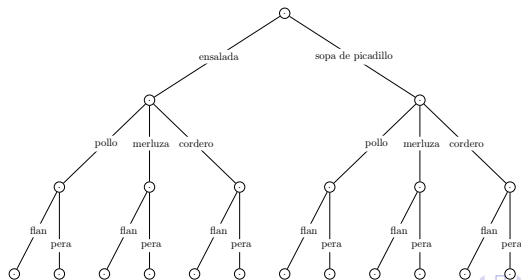 ensalada sopa de picadillo
pollo merluza cordero pollo merluza cordero
flan flan flan flan flan flan
pera pera pera pera pera pera